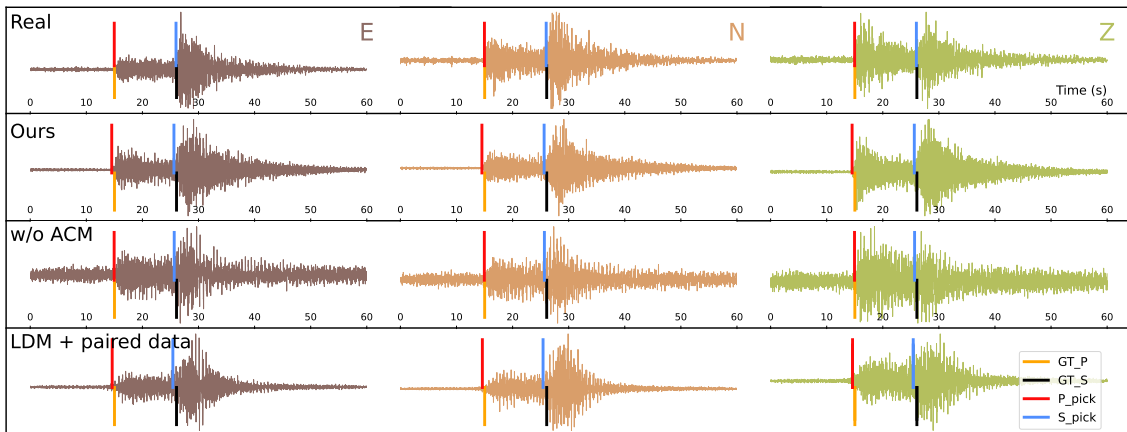 Real
E
N
Z
Time (s)
0 10 20 30 40 50 60
0 10 20 30 40 50 60
0 10 20 30 40 50 60
Ours
0 10 20 30 40 50 60
0 10 20 30 40 50 60
0 10 20 30 40 50 60
w/o ACM
0 10 20 30 40 50 60
0 10 20 30 40 50 60
0 10 20 30 40 50 60
LDM + paired data
GT_P
GT_S
P_pick
S_pick